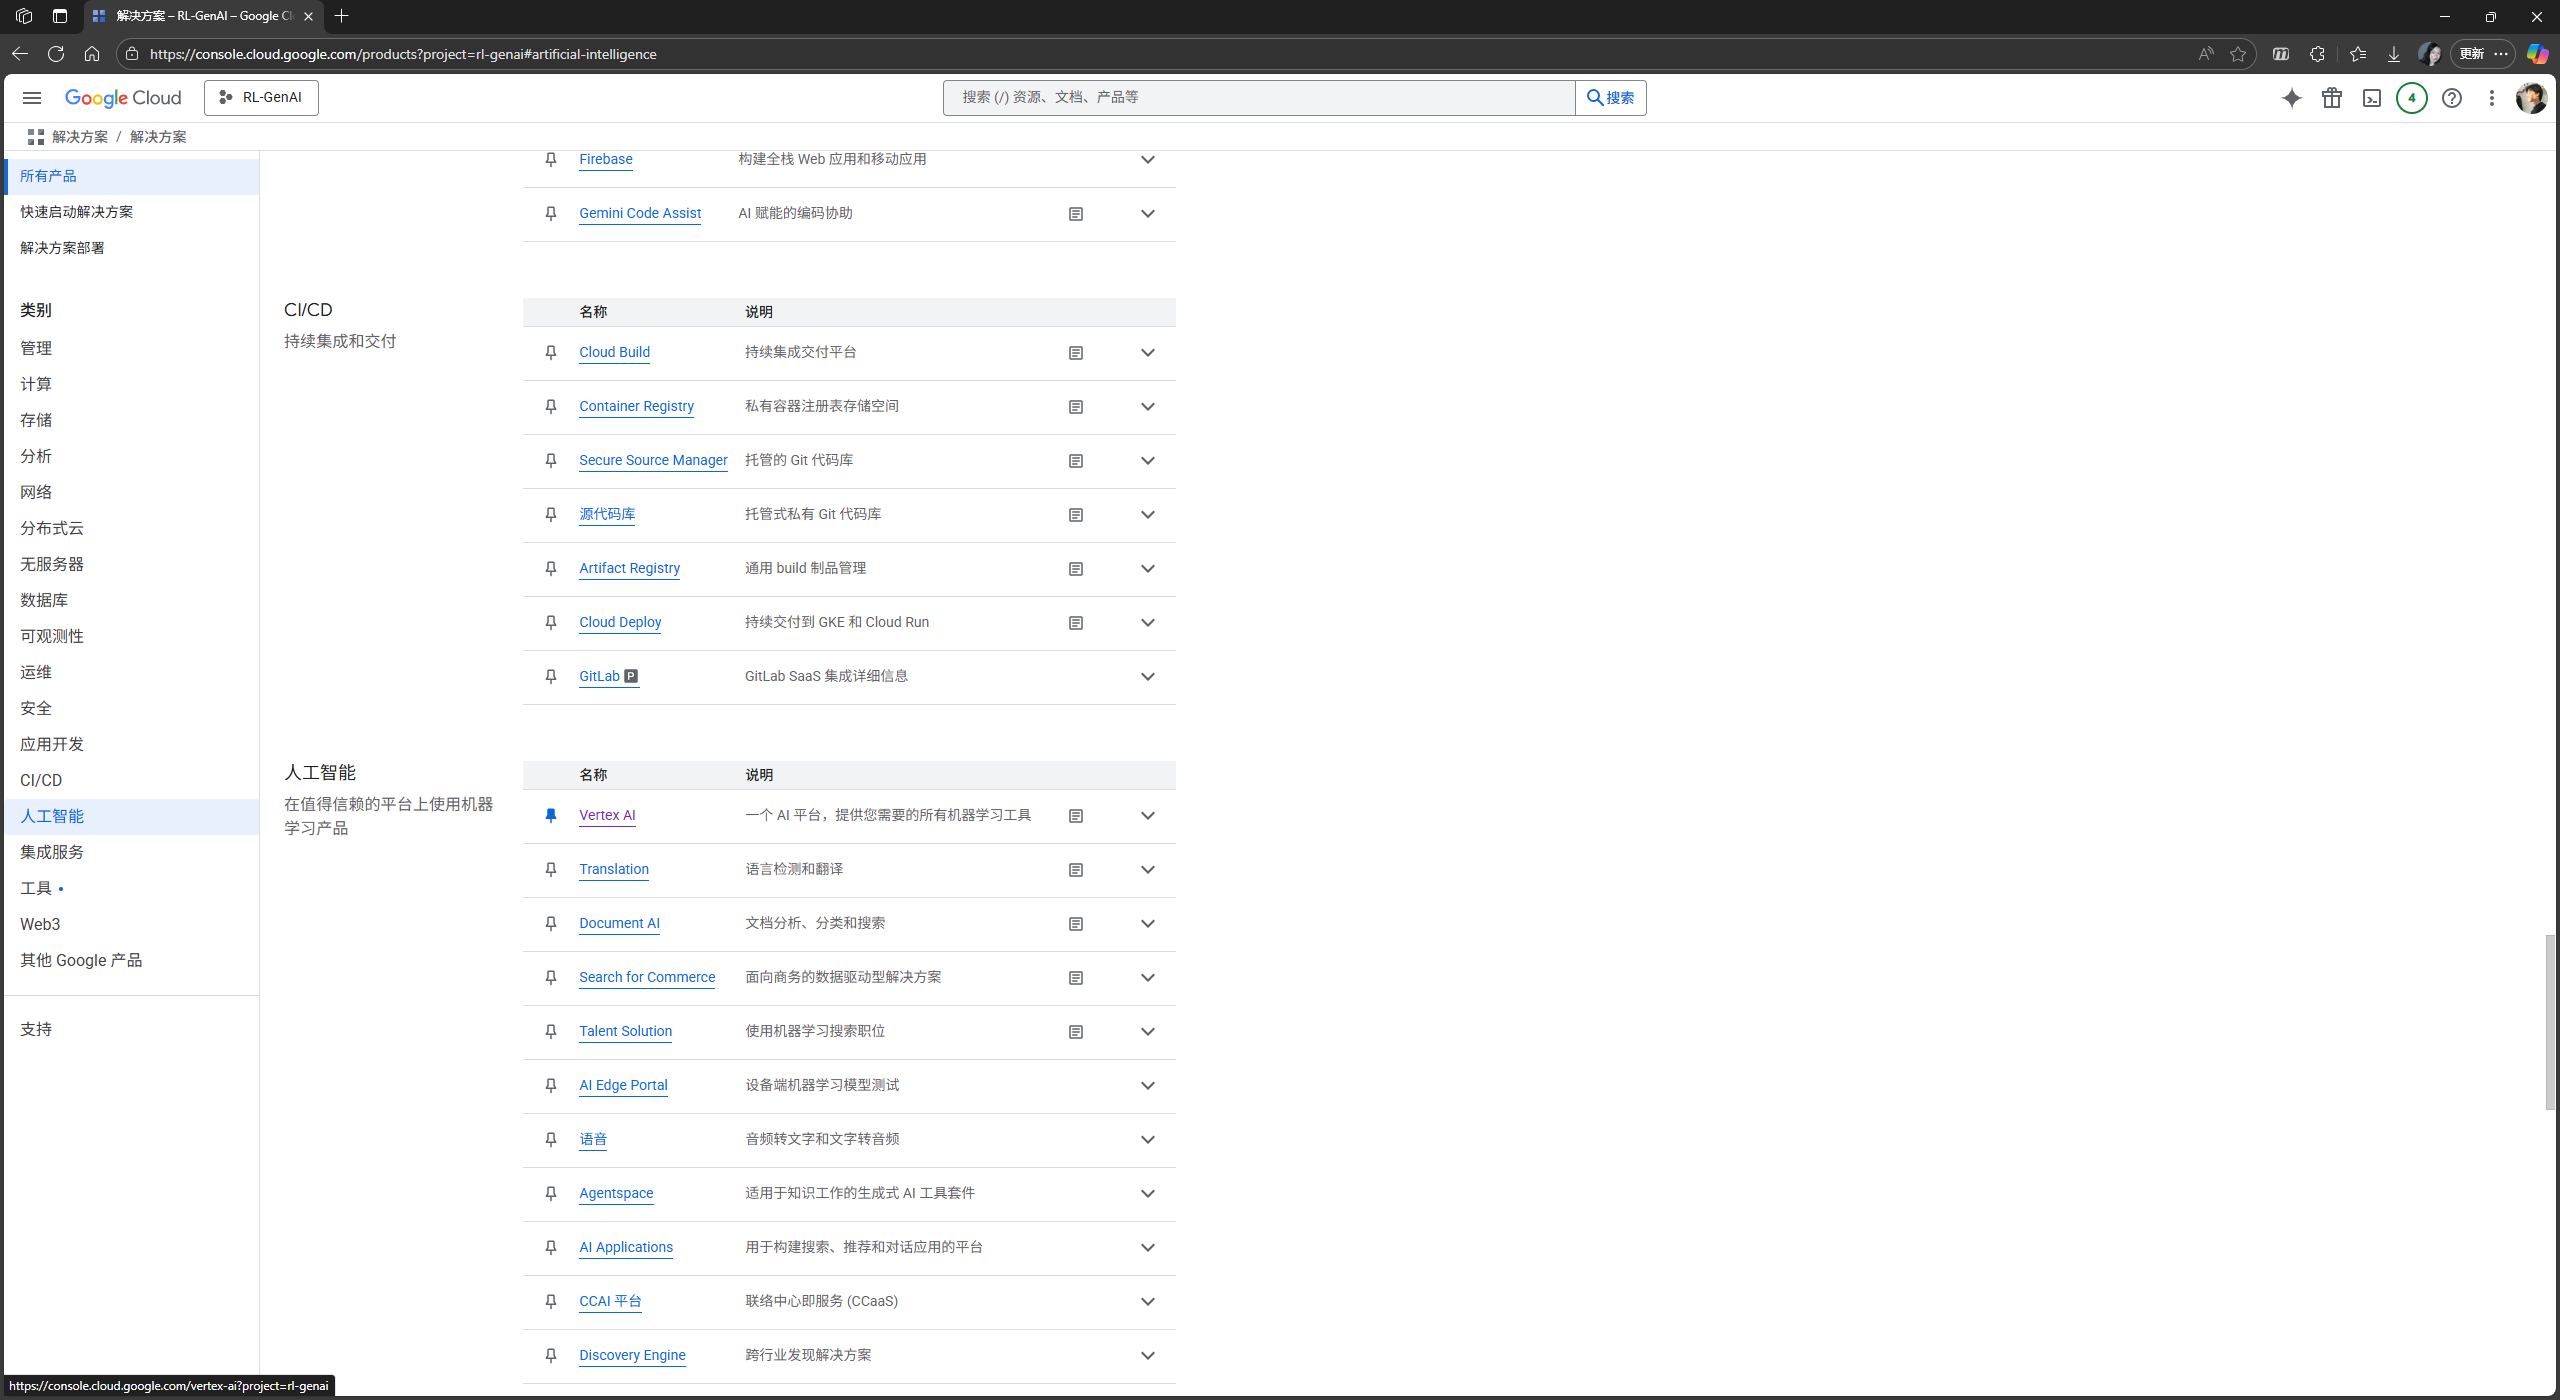 解决方案 – RL-GenAI – Google Cl
https://console.cloud.google.com/products?project=rl-genai#artificial-intelligence
更新
Google Cloud
RL-GenAI
搜索 (/) 资源、文档、产品等
搜索
4
解决方案 / 解决方案
所有产品
快速启动解决方案
解决方案部署
类别
管理
计算
存储
分析
网络
分布式云
无服务器
数据库
可观测性
运维
安全
应用开发
CI/CD
人工智能
集成服务
工具
Web3
其他 Google 产品
支持
Firebase 构建全栈 Web 应用和移动应用
Gemini Code Assist AI 赋能的编码协助
CI/CD
持续集成和交付
名称 说明
Cloud Build 持续集成交付平台
Container Registry 私有容器注册表存储空间
Secure Source Manager 托管的 Git 代码库
源代码库 托管式私有 Git 代码库
Artifact Registry 通用 build 制品管理
Cloud Deploy 持续交付到 GKE 和 Cloud Run
GitLab P GitLab SaaS 集成详细信息
人工智能
在值得信赖的平台上使用机器
学习产品
名称 说明
Vertex AI 一个 AI 平台，提供您需要的所有机器学习工具
Translation 语言检测和翻译
Document AI 文档分析、分类和搜索
Search for Commerce 面向商务的数据驱动型解决方案
Talent Solution 使用机器学习搜索职位
AI Edge Portal 设备端机器学习模型测试
语音 音频转文字和文字转音频
Agentspace 适用于知识工作的生成式 AI 工具套件
AI Applications 用于构建搜索、推荐和对话应用的平台
CCAI 平台 联络中心即服务 (CCaaS)
Discovery Engine 跨行业发现解决方案
https://console.cloud.google.com/vertex-ai?project=rl-genai